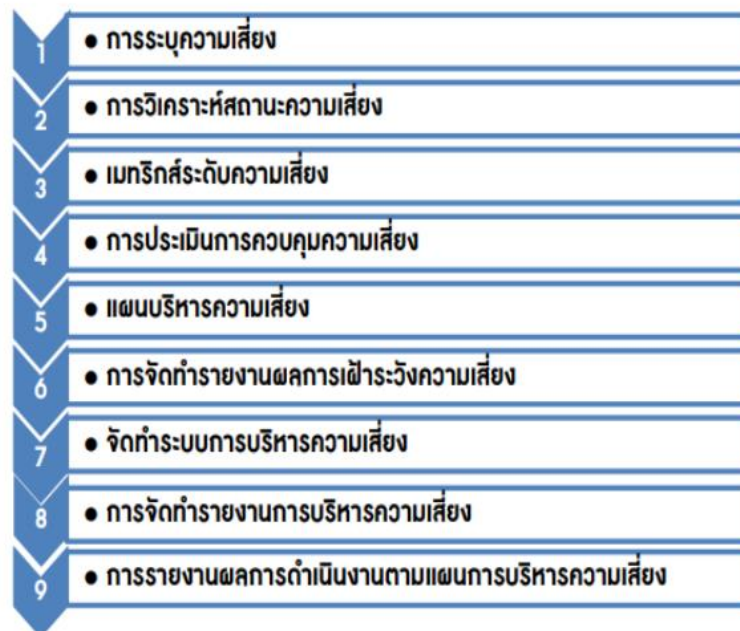 1 ● การระบุความเสี่ยง
2 ● การวิเคราะห์สถานะความเสี่ยง
3 ● เมทริกส์ระดับความเสี่ยง
4 ● การประเมินการควบคุมความเสี่ยง
5 ● แผนบริหารความเสี่ยง
6 ● การจัดทำรายงานผลการเฝ้าระวังความเสี่ยง
7 ● จัดทำระบบการบริหารความเสี่ยง
8 ● การจัดทำรายงานการบริหารความเสี่ยง
9 ● การรายงานผลการดำเนินงานตามแผนการบริหารความเสี่ยง